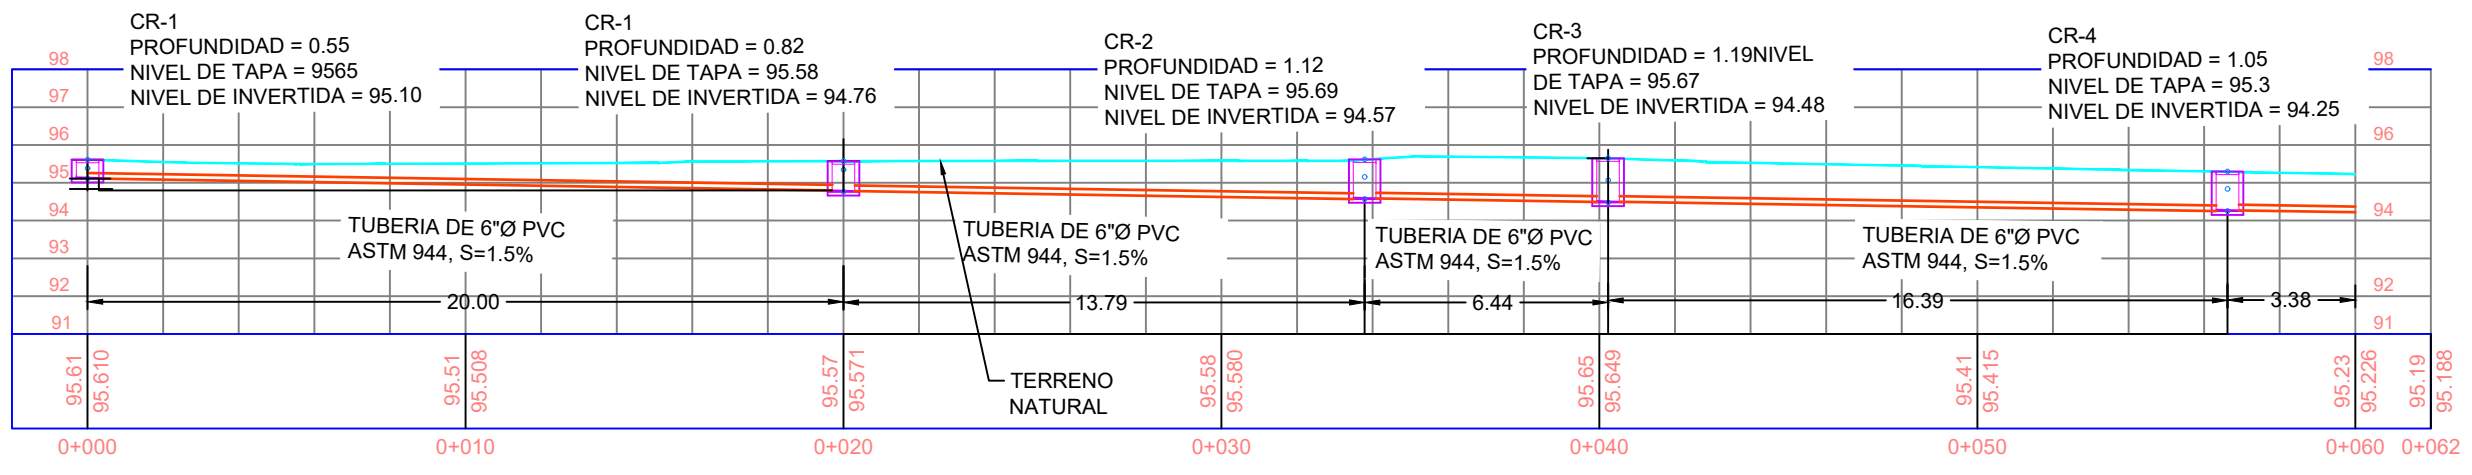 CR-1
PROFUNDIDAD = 0.55
NIVEL DE TAPA = 9565
NIVEL DE INVERTIDA = 95.10
CR-1
PROFUNDIDAD = 0.82
NIVEL DE TAPA = 95.58
NIVEL DE INVERTIDA = 94.76
CR-2
PROFUNDIDAD = 1.12
NIVEL DE TAPA = 95.69
NIVEL DE INVERTIDA = 94.57
CR-3
PROFUNDIDAD = 1.19NIVEL
DE TAPA = 95.67
NIVEL DE INVERTIDA = 94.48
CR-4
PROFUNDIDAD = 1.05
NIVEL DE TAPA = 95.3
NIVEL DE INVERTIDA = 94.25
98
97
96
95
94
93
92
91
98
96
94
92
91
TUBERIA DE 6"Ø PVC
ASTM 944, S=1.5%
TUBERIA DE 6"Ø PVC
ASTM 944, S=1.5%
TUBERIA DE 6"Ø PVC
ASTM 944, S=1.5%
TUBERIA DE 6"Ø PVC
ASTM 944, S=1.5%
20.00
13.79
6.44
16.39
3.38
TERRENO
NATURAL
95.61
95.610
95.51
95.508
95.57
95.571
95.58
95.580
95.65
95.649
95.41
95.415
95.23
95.226
95.19
95.188
0+000
0+010
0+020
0+030
0+040
0+050
0+060
0+062